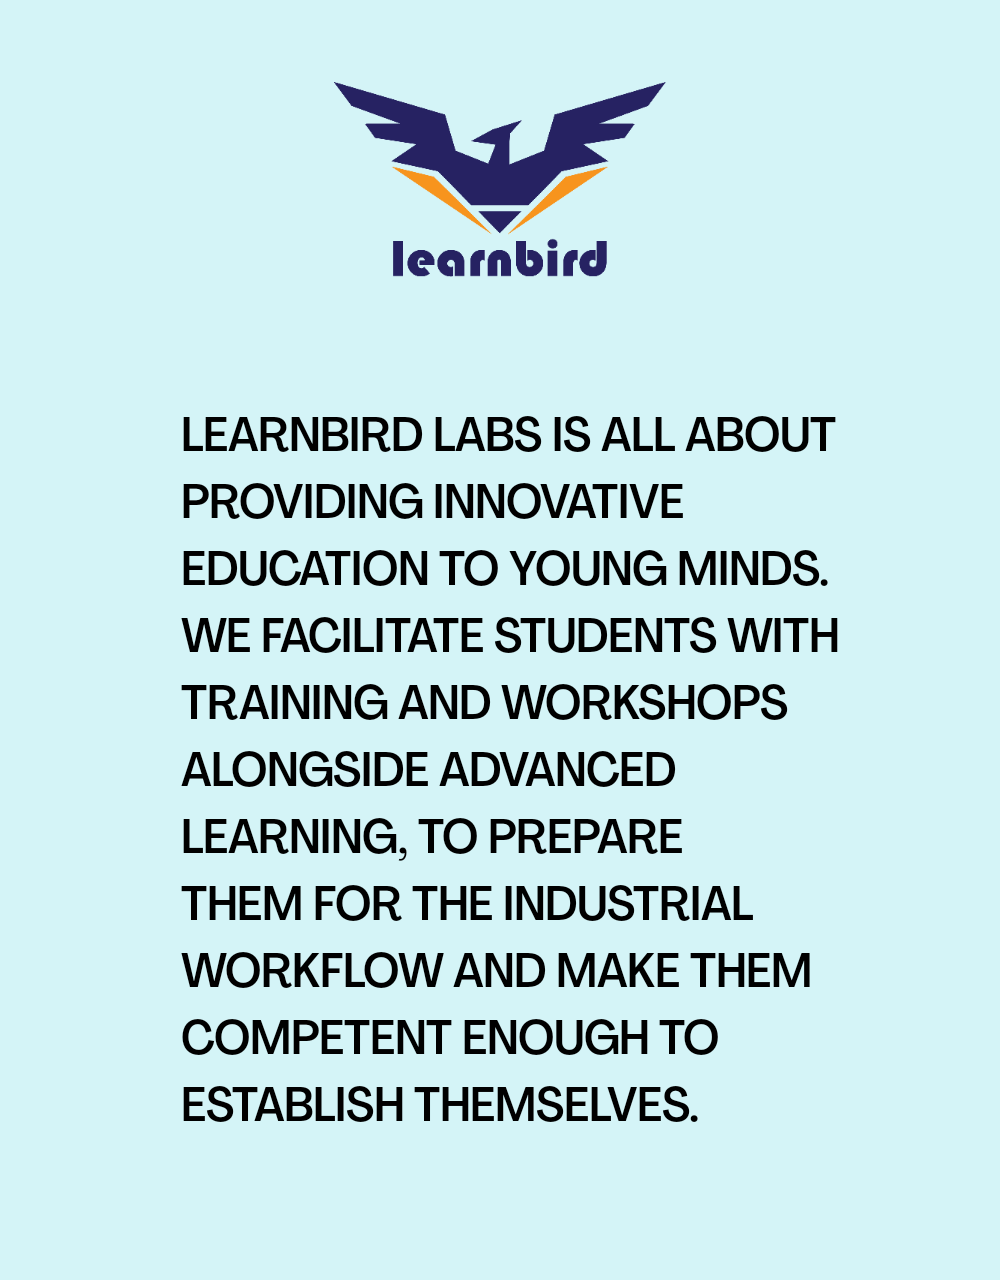 learnbird
LEARNBIRD LABS IS ALL ABOUT
PROVIDING INNOVATIVE
EDUCATION TO YOUNG MINDS.
WE FACILITATE STUDENTS WITH
TRAINING AND WORKSHOPS
ALONGSIDE ADVANCED
LEARNING, TO PREPARE
THEM FOR THE INDUSTRIAL
WORKFLOW AND MAKE THEM
COMPETENT ENOUGH TO
ESTABLISH THEMSELVES.